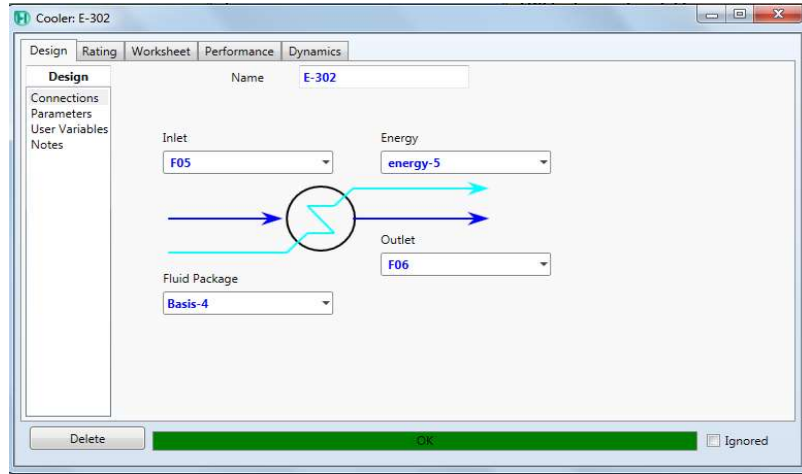 Cooler: E-302
Design Rating Worksheet Performance Dynamics
Design
Connections
Parameters
User Variables
Notes
Name E-302
Inlet Energy
F05 energy-5
Outlet
F06
Fluid Package
Basis-4
Delete OK Ignored